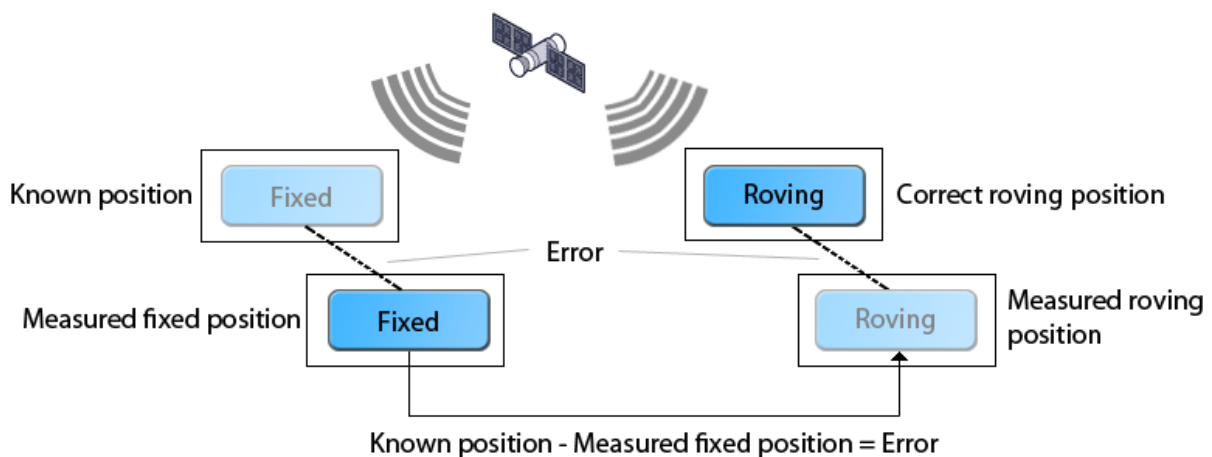 Known position
Fixed
Roving
Correct roving position
Error
Measured fixed position
Fixed
Roving
Measured roving
position
Known position - Measured fixed position = Error